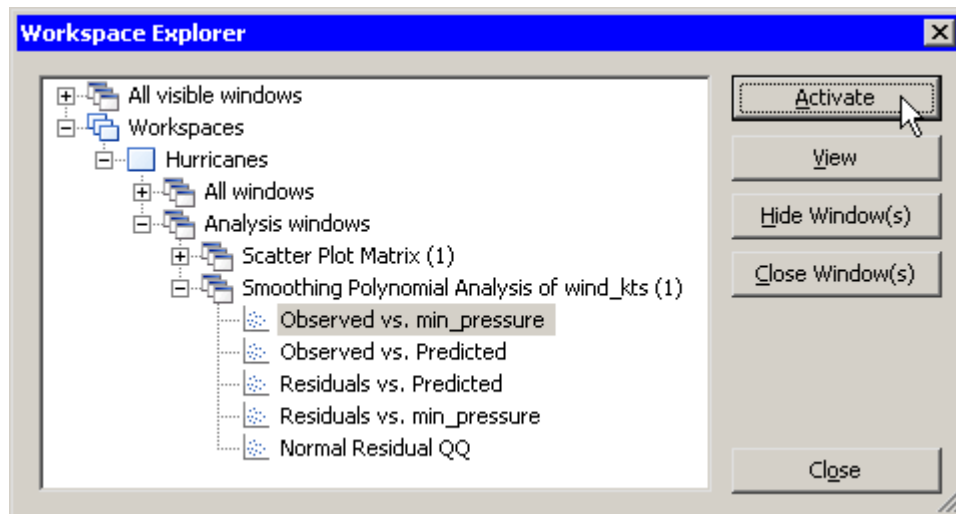 Workspace Explorer
All visible windows
Workspaces
Hurricanes
All windows
Analysis windows
Scatter Plot Matrix (1)
Smoothing Polynomial Analysis of wind_kts (1)
Observed vs. min_pressure
Observed vs. Predicted
Residuals vs. Predicted
Residuals vs. min_pressure
Normal Residual QQ
Activate
View
Hide Window(s)
Close Window(s)
Close